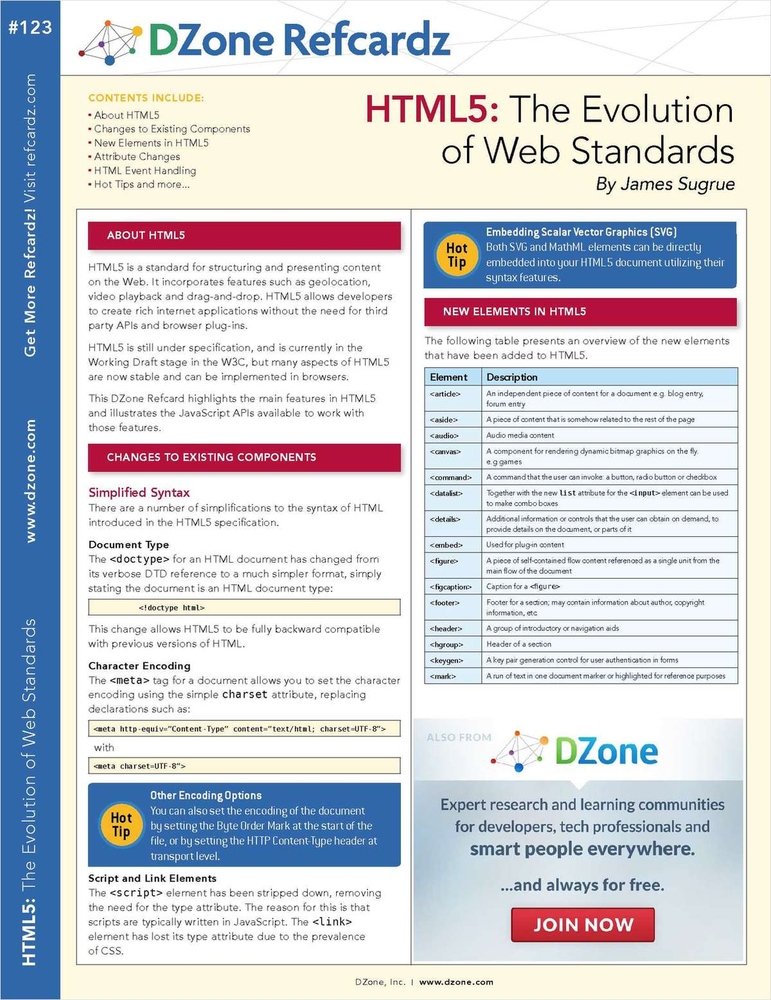 #123
DZone Refcardz
Get More Refcardz! Visit refcardz.com
www.dzone.com
HTML5: The Evolution of Web Standards
CONTENTS INCLUDE:
▪ About HTML5
▪ Changes to Existing Components
▪ New Elements in HTML5
▪ Attribute Changes
▪ HTML Event Handling
▪ Hot Tips and more...
HTML5: The Evolution
of Web Standards
By James Sugrue
ABOUT HTML5
HTML5 is a standard for structuring and presenting content
on the Web. It incorporates features such as geolocation,
video playback and drag-and-drop. HTML5 allows developers
to create rich internet applications without the need for third
party APIs and browser plug-ins.
HTML5 is still under specification, and is currently in the
Working Draft stage in the W3C, but many aspects of HTML5
are now stable and can be implemented in browsers.
This DZone Refcard highlights the main features in HTML5
and illustrates the JavaScript APIs available to work with
those features.
CHANGES TO EXISTING COMPONENTS
Simplified Syntax
There are a number of simplifications to the syntax of HTML
introduced in the HTML5 specification.
Document Type
The <doctype> for an HTML document has changed from
its verbose DTD reference to a much simpler format, simply
stating the document is an HTML document type:
<!doctype html>
This change allows HTML5 to be fully backward compatible
with previous versions of HTML.
Character Encoding
The <meta> tag for a document allows you to set the character
encoding using the simple charset attribute, replacing
declarations such as:
<meta http-equiv=”Content-Type” content=”text/html; charset=UTF-8”>
with
<meta charset=UTF-8”>
Hot
Tip
Other Encoding Options
You can also set the encoding of the document
by setting the Byte Order Mark at the start of the
file, or by setting the HTTP Content-Type header at
transport level.
Script and Link Elements
The <script> element has been stripped down, removing
the need for the type attribute. The reason for this is that
scripts are typically written in JavaScript. The <link>
element has lost its type attribute due to the prevalence
of CSS.
Hot
Tip
Embedding Scalar Vector Graphics (SVG)
Both SVG and MathML elements can be directly
embedded into your HTML5 document utilizing their
syntax features.
NEW ELEMENTS IN HTML5
The following table presents an overview of the new elements
that have been added to HTML5.
Element Description
<article> An independent piece of content for a document e.g. blog entry,
forum entry
<aside> A piece of content that is somehow related to the rest of the page
<audio> Audio media content
<canvas> A component for rendering dynamic bitmap graphics on the fly.
e.g games
<command> A command that the user can invoke: a button, radio button or checkbox
<datalist> Together with the new list attribute for the <input> element can be used
to make combo boxes
<details> Additional information or controls that the user can obtain on demand, to
provide details on the document, or parts of it
<embed> Used for plug-in content
<figure> A piece of self-contained flow content referenced as a single unit from the
main flow of the document
<figcaption> Caption for a <figure>
<footer> Footer for a section; may contain information about author, copyright
information, etc.
<header> A group of introductory or navigation aids
<hgroup> Header of a section
<keygen> A key pair generation control for user authentication in forms
<mark> A run of text in one document marker or highlighted for reference purposes
ALSO FROM
DZone
Expert research and learning communities
for developers, tech professionals and
smart people everywhere.
...and always for free.
JOIN NOW
DZone, Inc. | www.dzone.com